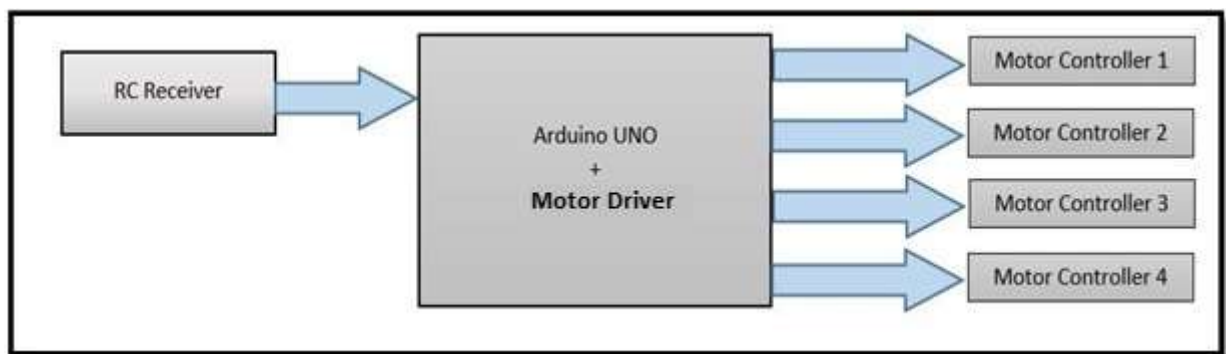 RC Receiver
Arduino UNO
+
Motor Driver
Motor Controller 1
Motor Controller 2
Motor Controller 3
Motor Controller 4